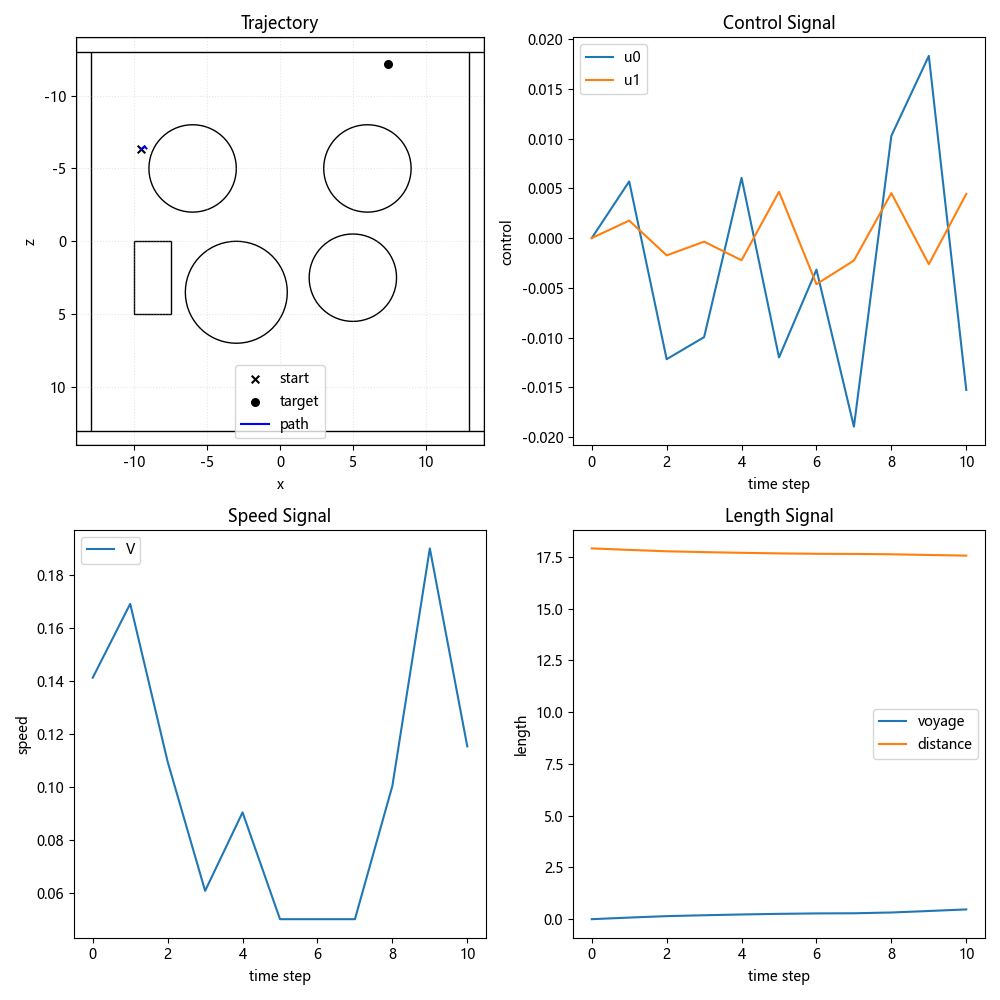 Trajectory
-10
-5
0
5
10
z
-10
-5
0
5
10
x
start
target
path
Control Signal
0.020
0.015
0.010
0.005
0.000
-0.005
-0.010
-0.015
-0.020
control
0
2
4
6
8
10
time step
u0
u1
Speed Signal
0.18
0.16
0.14
0.12
0.10
0.08
0.06
speed
0
2
4
6
8
10
time step
V
Length Signal
17.5
15.0
12.5
10.0
7.5
5.0
2.5
0.0
length
0
2
4
6
8
10
time step
voyage
distance